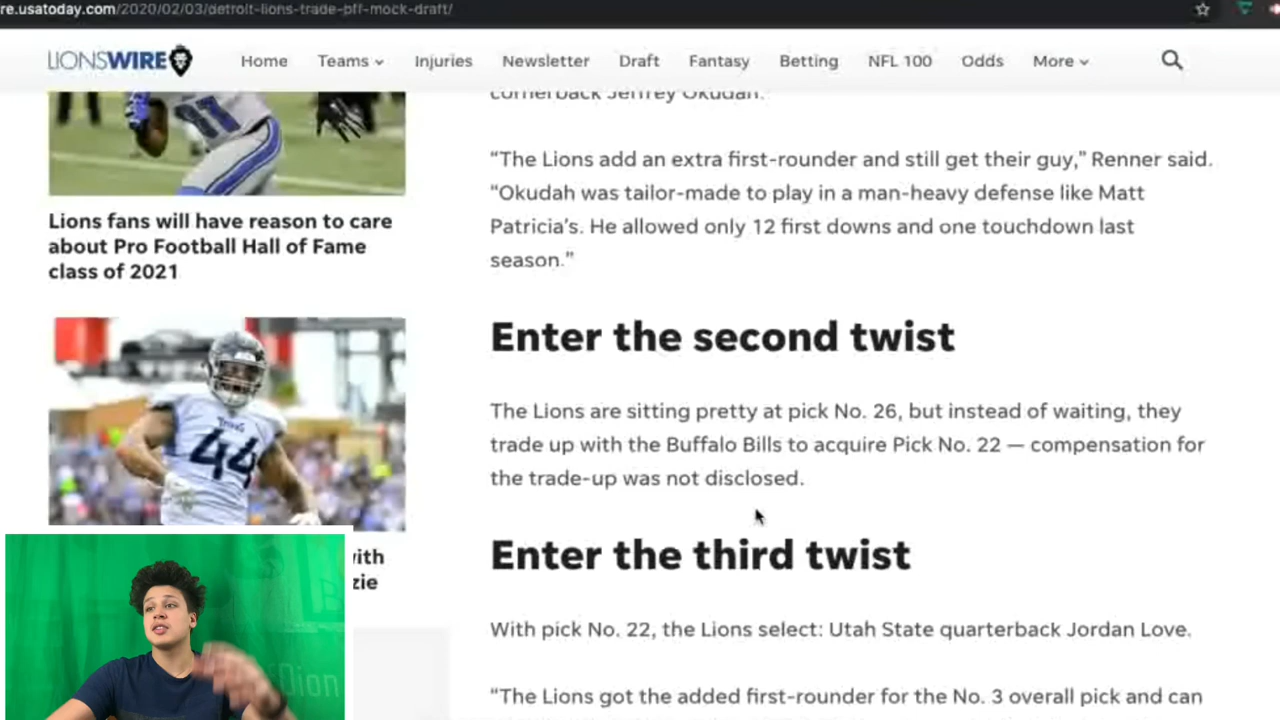 re.usatoday.com/2020/02/03/detroit-lions-trade-pff-mock-draft/
LIONSWIRE
Home Teams Injuries Newsletter Draft Fantasy Betting NFL 100 Odds More
cornerback Jeffrey Okudah.
“The Lions add an extra first-rounder and still get their guy,” Renner said.
“Okudah was tailor-made to play in a man-heavy defense like Matt
Patricia’s. He allowed only 12 first downs and one touchdown last
season.”
Lions fans will have reason to care
about Pro Football Hall of Fame
class of 2021
Enter the second twist
The Lions are sitting pretty at pick No. 26, but instead of waiting, they
trade up with the Buffalo Bills to acquire Pick No. 22 — compensation for
the trade-up was not disclosed.
44
Enter the third twist
With pick No. 22, the Lions select: Utah State quarterback Jordan Love.
“The Lions got the added first-rounder for the No. 3 overall pick and can
Dion